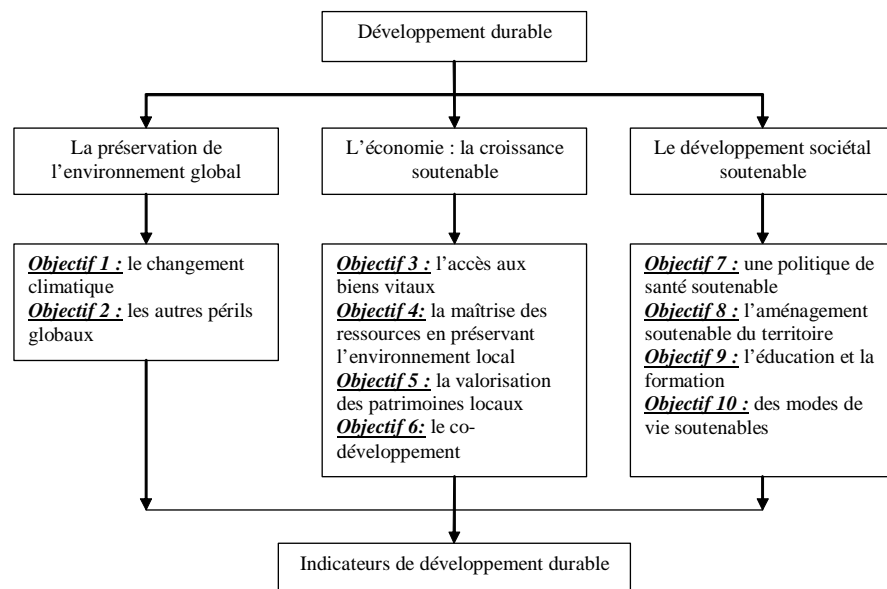 Développement durable
La préservation de
l'environnement global
L'économie : la croissance
soutenable
Le développement sociétal
soutenable
Objectif 1 : le changement
climatique
Objectif 2 : les autres périls
globaux
Objectif 3 : l'accès aux
biens vitaux
Objectif 4: la maîtrise des
ressources en préservant
l'environnement local
Objectif 5 : la valorisation
des patrimoines locaux
Objectif 6: le co-
développement
Objectif 7 : une politique de
santé soutenable
Objectif 8 : l'aménagement
soutenable du territoire
Objectif 9 : l'éducation et la
formation
Objectif 10 : des modes de
vie soutenables
Indicateurs de développement durable